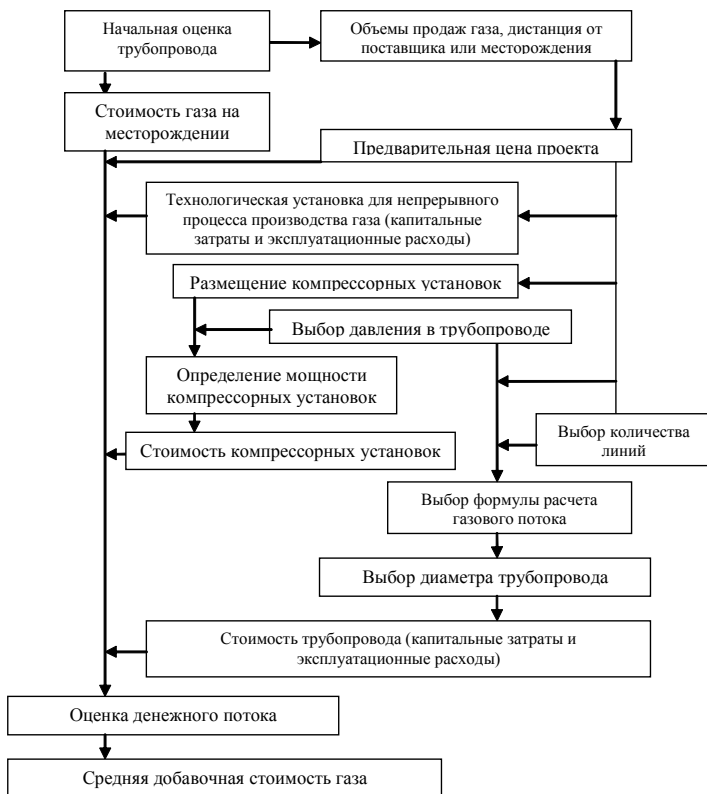 Начальная оценка
трубопровода
Объемы продаж газа, дистанция от
поставщика или месторождения
Стоимость газа на
месторождении
Предварительная цена проекта
Технологическая установка для непрерывного
процесса производства газа (капитальные
затраты и эксплуатационные расходы)
Размещение компрессорных установок
Выбор давления в трубопроводе
Определение мощности
компрессорных установок
Выбор количества
линий
Стоимость компрессорных установок
Выбор формулы расчета
газового потока
Выбор диаметра трубопровода
Стоимость трубопровода (капитальные затраты и
эксплуатационные расходы)
Оценка денежного потока
Средняя добавочная стоимость газа